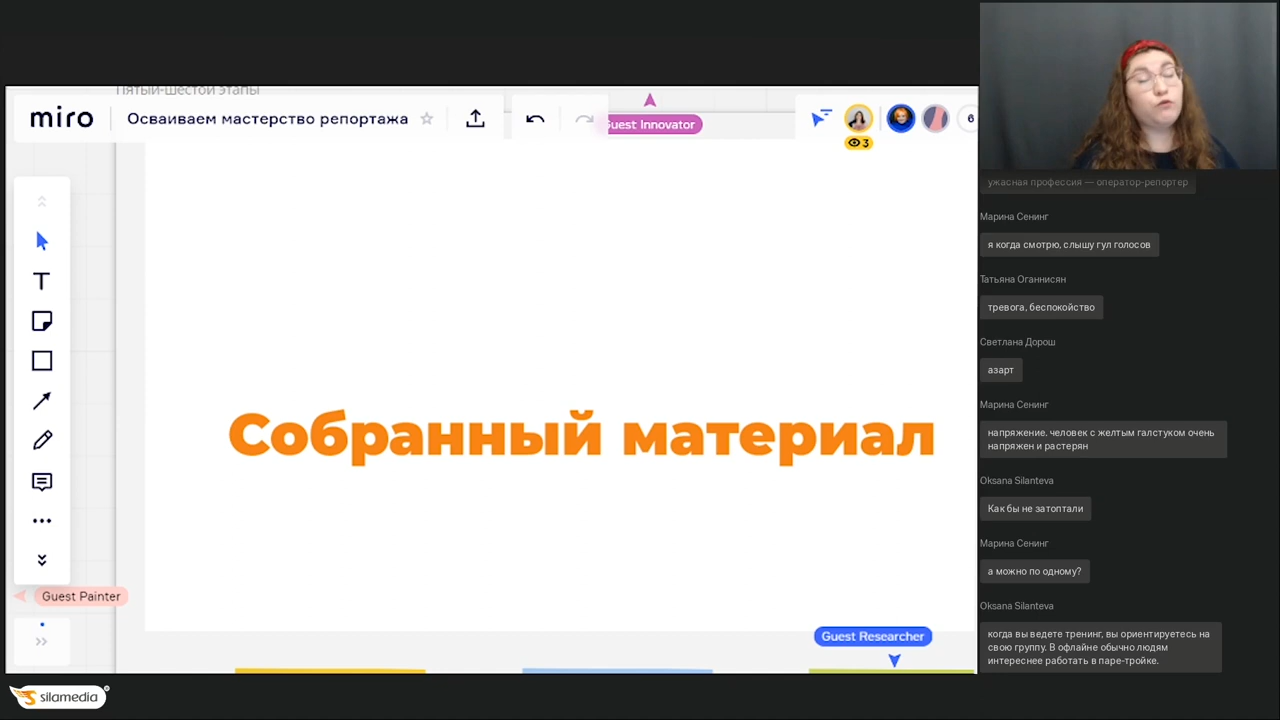 Пятый-шестой этапы
miro
Осваиваем мастерство репортажа
Guest Innovator
3
6
Собранный материал
Guest Painter
Guest Researcher
silamedia
ужасная профессия — оператор-репортер
Марина Сенинг
я когда смотрю, слышу гул голосов
Татьяна Оганнисян
тревога, беспокойство
Светлана Дорош
азарт
Марина Сенинг
напряжение. человек с желтым галстуком очень
напряжен и растерян
Oksana Silanteva
Как бы не затоптали
Марина Сенинг
а можно по одному?
Oksana Silanteva
когда вы ведете тренинг, вы ориентируетесь на
свою группу. В офлайне обычно людям
интереснее работать в паре-тройке.